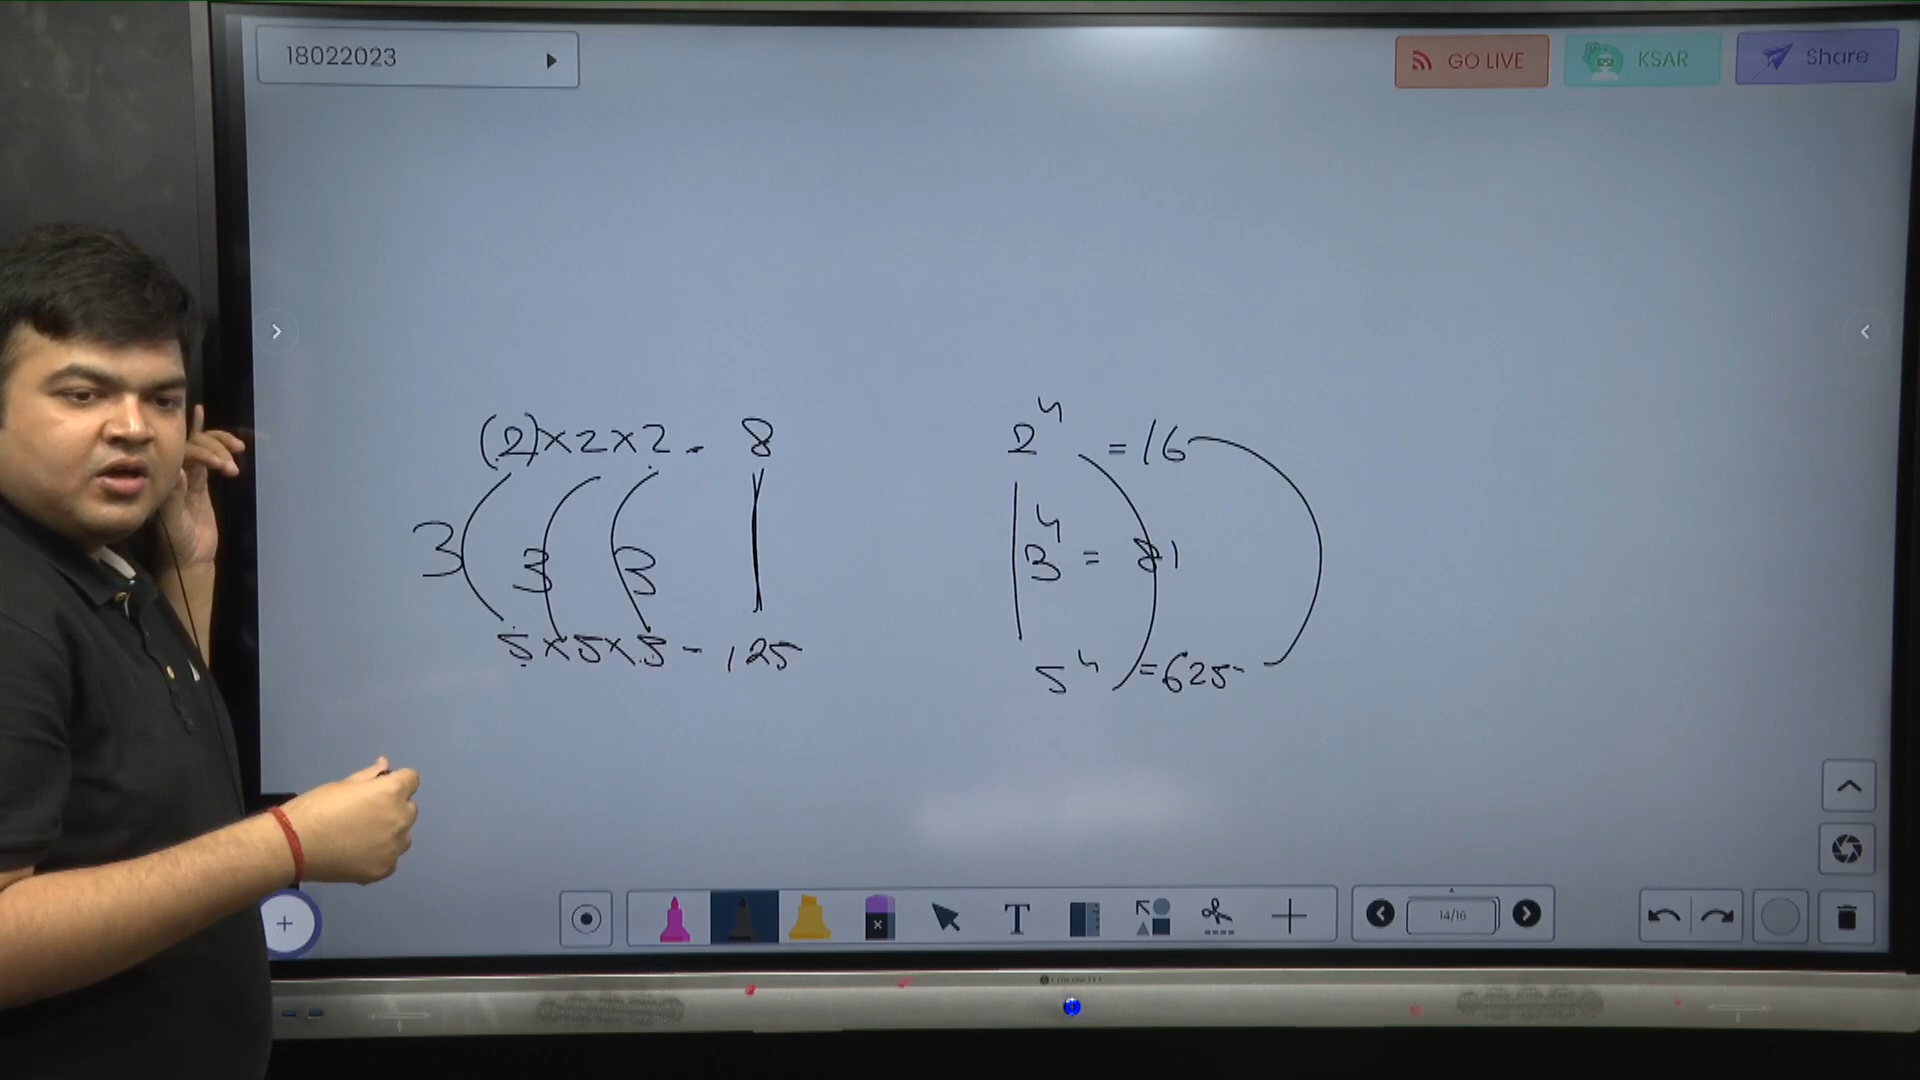 18022023
GO LIVE
KSAR
Share
(2)×2×2 - 8
3 3 3
5×5×5 - 125
2⁴ = 16
3⁴ = 81
5⁴ = 625
T
14/16